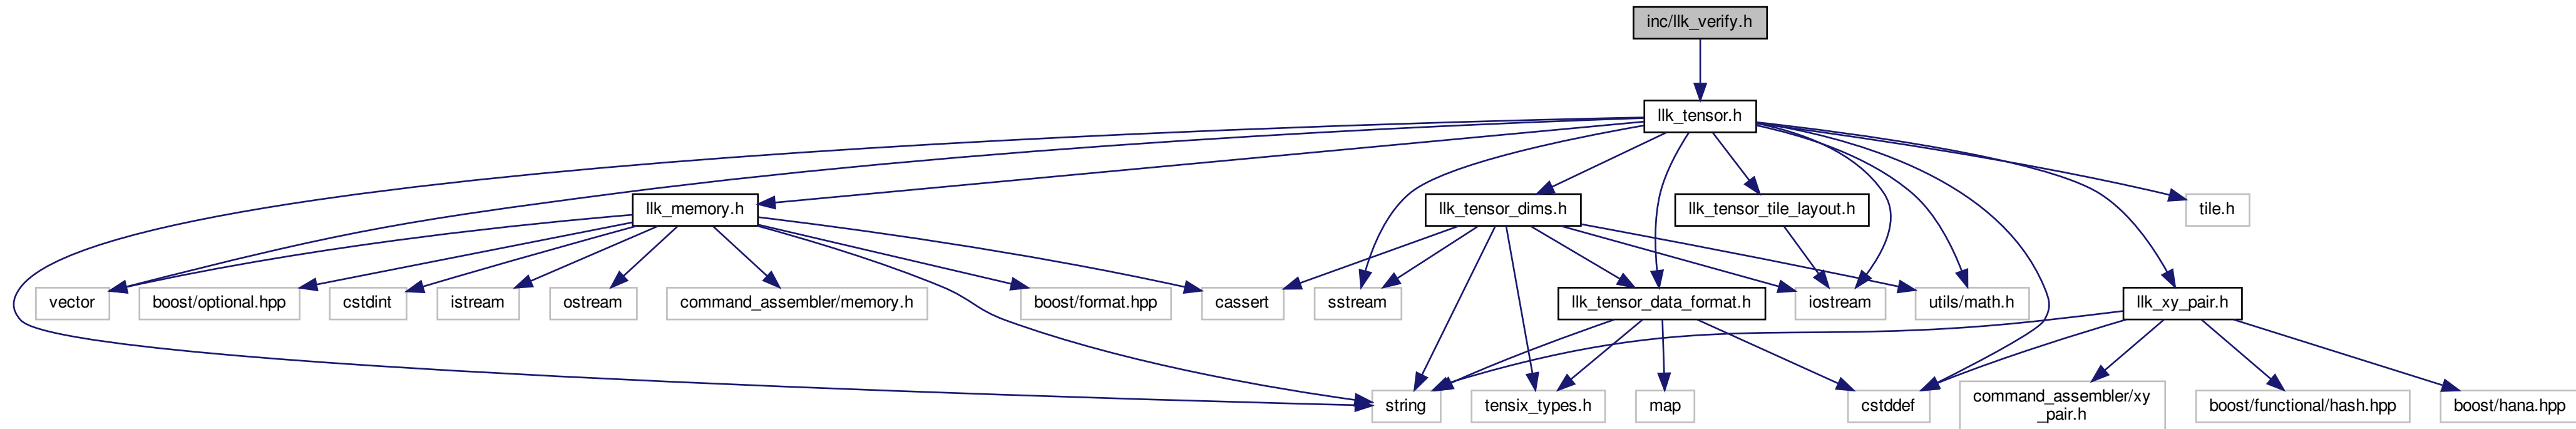 inc/llk_verify.h
llk_tensor.h
llk_memory.h
llk_tensor_dims.h
llk_tensor_tile_layout.h
tile.h
vector
boost/optional.hpp
cstdint
istream
ostream
command_assembler/memory.h
boost/format.hpp
cassert
sstream
llk_tensor_data_format.h
iostream
utils/math.h
llk_xy_pair.h
string
tensix_types.h
map
cstddef
command_assembler/xy
_pair.h
boost/functional/hash.hpp
boost/hana.hpp